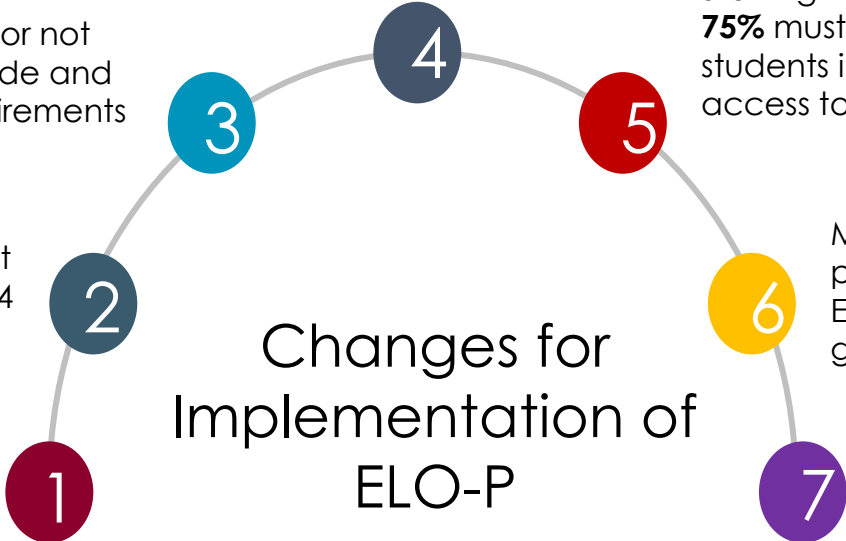 or not
de and
irements
t
4
1
2
3
4
5
6
7
75% must
students i
access to
M
p
E
g
Changes for
Implementation of
ELO-P